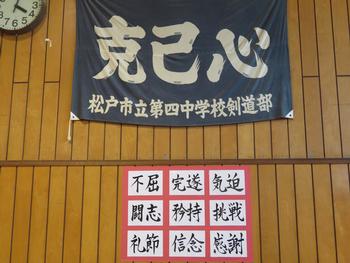 克己心
松戸市立第四中学校剣道部
不屈 完遂 気迫
闘志 矜持 挑戦
礼節 信念 感謝